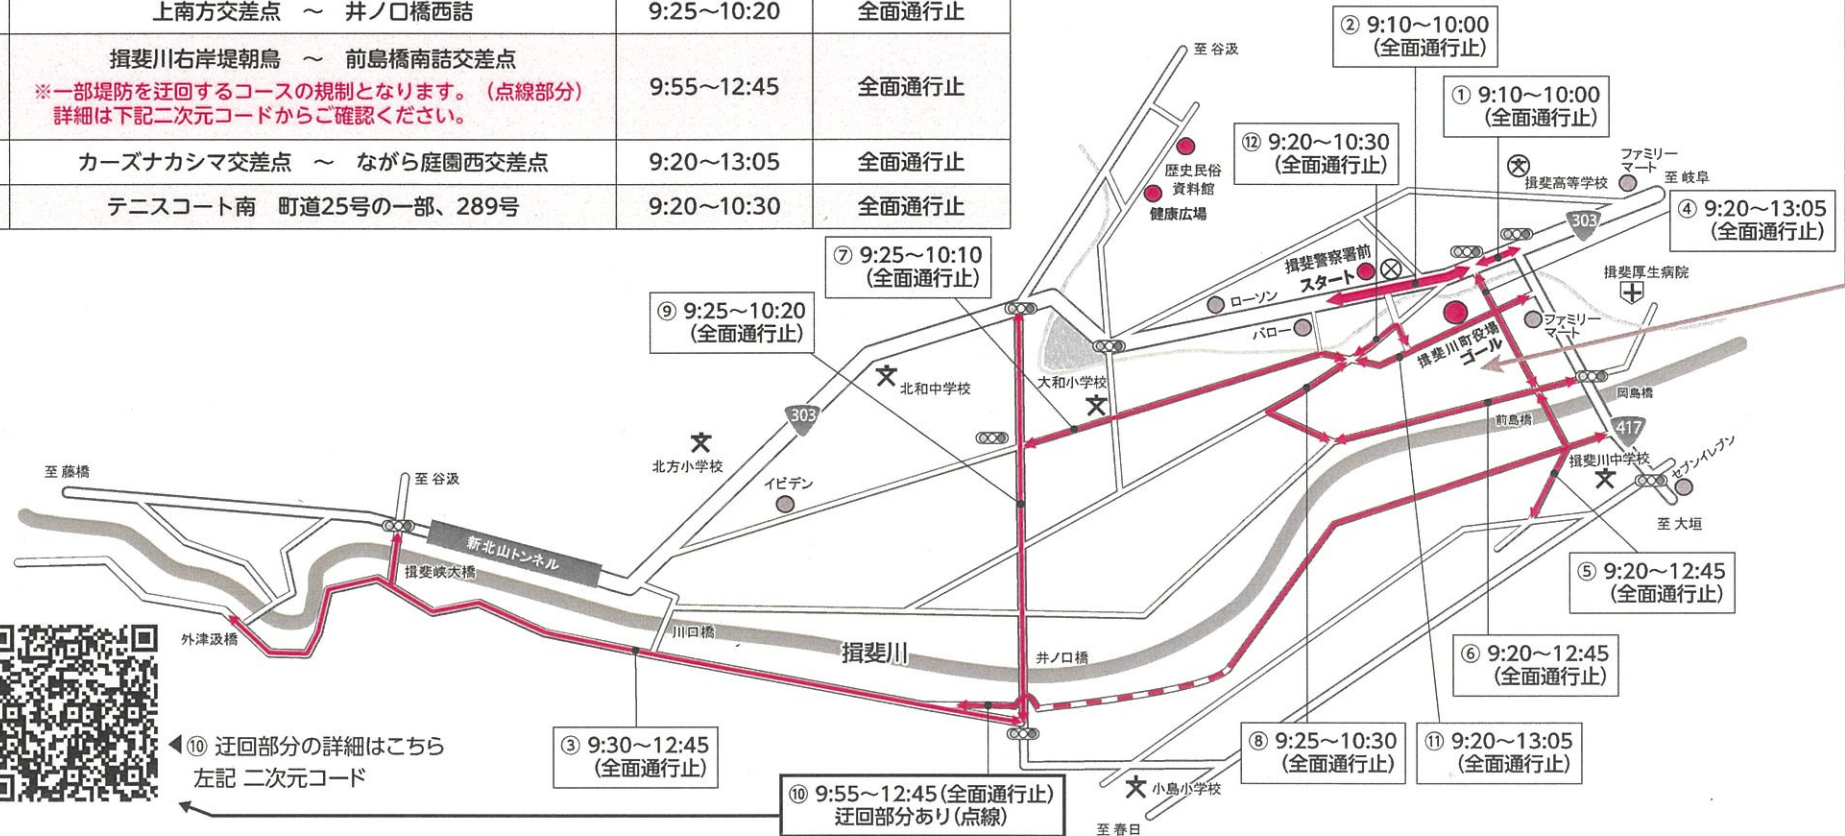 上南方交差点　～　井ノ口橋西詰
9:25～10:20
全面通行止
揖斐川右岸堤朝鳥　～　前島橋南詰交差点
※一部堤防を迂回するコースの規制となります。（点線部分）
詳細は下記二次元コードからご確認ください。
9:55～12:45
全面通行止
カーズナカシマ交差点　～　ながら庭園西交差点
9:20～13:05
全面通行止
テニスコート南　町道25号の一部、289号
9:20～10:30
全面通行止
② 9:10～10:00
（全面通行止）
① 9:10～10:00
（全面通行止）
⑫ 9:20～10:30
（全面通行止）
④ 9:20～13:05
（全面通行止）
⑦ 9:25～10:10
（全面通行止）
⑨ 9:25～10:20
（全面通行止）
至 谷汲
歴史民俗
資料館
健康広場
揖斐高等学校
ファミリー
マート
至 岐阜
303
揖斐警察署前
スタート
揖斐厚生病院
ローソン
バロー
ファミリー
マート
揖斐川町役場
ゴール
大和小学校
北和中学校
303
北方小学校
イビデン
岡島橋
前島橋
417
揖斐川中学校
セブンイレブン
至 大垣
至 藤橋
至 谷汲
新北山トンネル
揖斐峡大橋
外津汲橋
川口橋
揖斐川
井ノ口橋
⑤ 9:20～12:45
（全面通行止）
⑥ 9:20～12:45
（全面通行止）
③ 9:30～12:45
（全面通行止）
⑧ 9:25～10:30
（全面通行止）
⑪ 9:20～13:05
（全面通行止）
⑩ 9:55～12:45（全面通行止）
迂回部分あり（点線）
◀⑩ 迂回部分の詳細はこちら
左記 二次元コード
小島小学校
至 春日